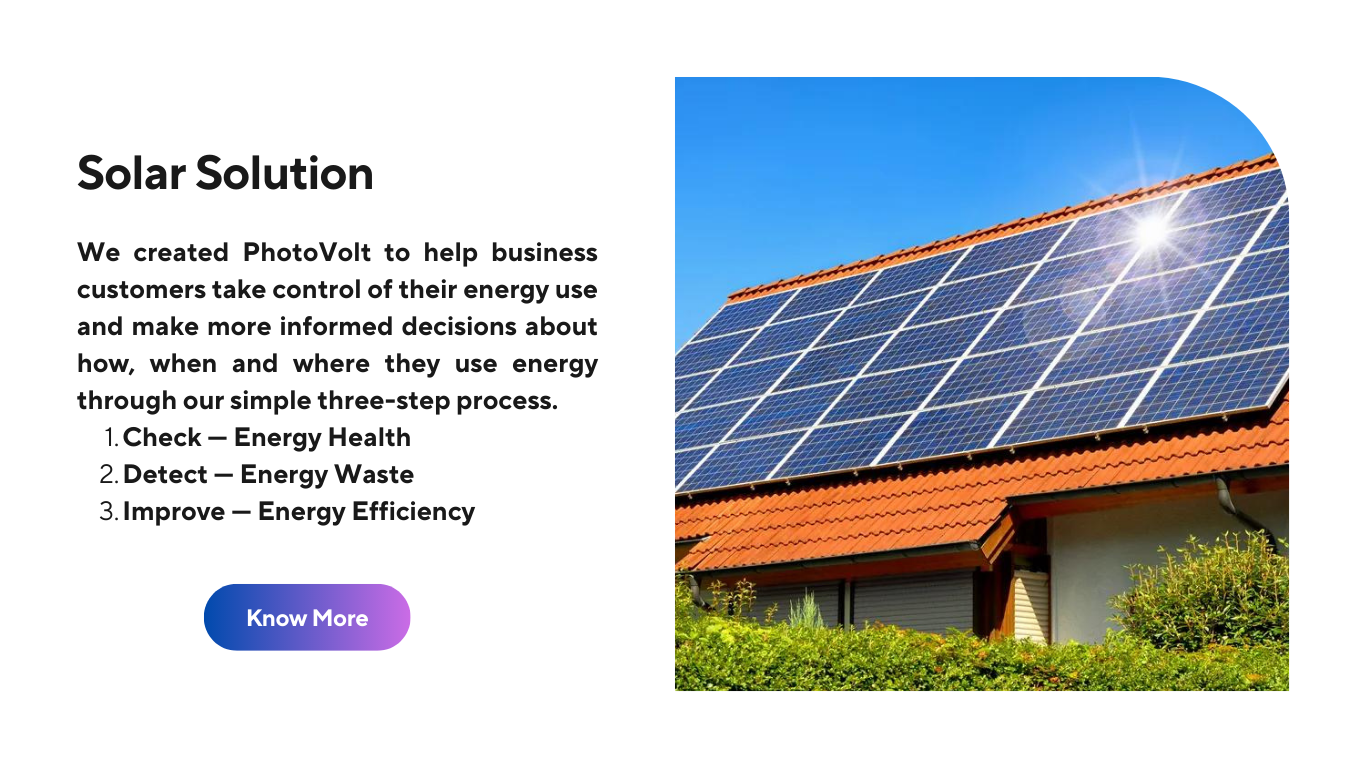 Solar Solution
We created PhotoVolt to help business
customers take control of their energy use
and make more informed decisions about
how, when and where they use energy
through our simple three-step process.
1. Check — Energy Health
2. Detect — Energy Waste
3. Improve — Energy Efficiency
Know More